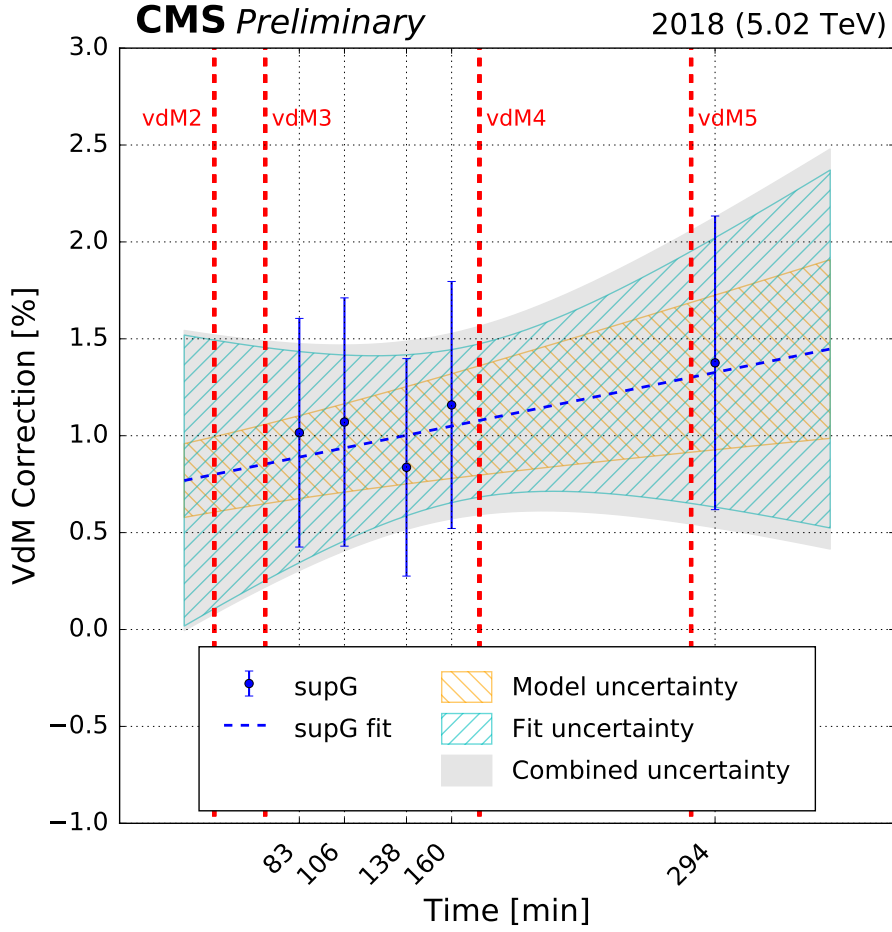 CMS Preliminary 2018 (5.02 TeV)
3.0
2.5
2.0
1.5
1.0
0.5
0.0
−0.5
−1.0
VdM Correction [%]
vdM2 vdM3 vdM4 vdM5
supG
supG fit
Model uncertainty
Fit uncertainty
Combined uncertainty
83 106 138 160 294
Time [min]